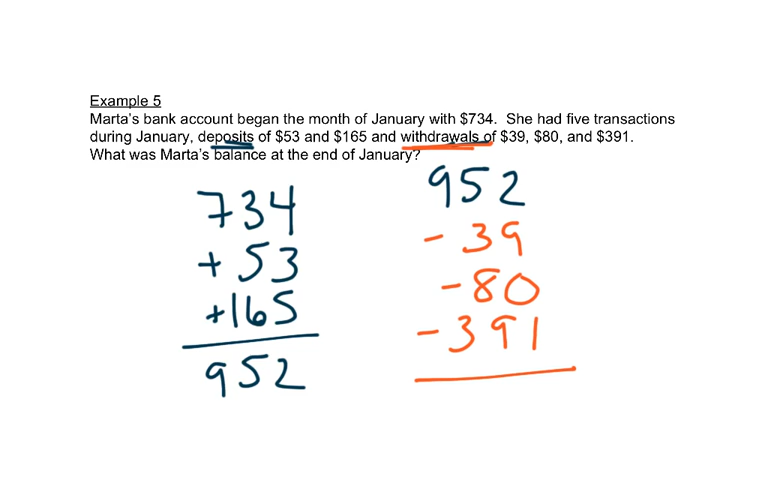 Example 5
Marta's bank account began the month of January with $734. She had five transactions
during January, deposits of $53 and $165 and withdrawals of $39, $80, and $391.
What was Marta's balance at the end of January?
734
+ 53
+165
952
952
- 39
-80
-391